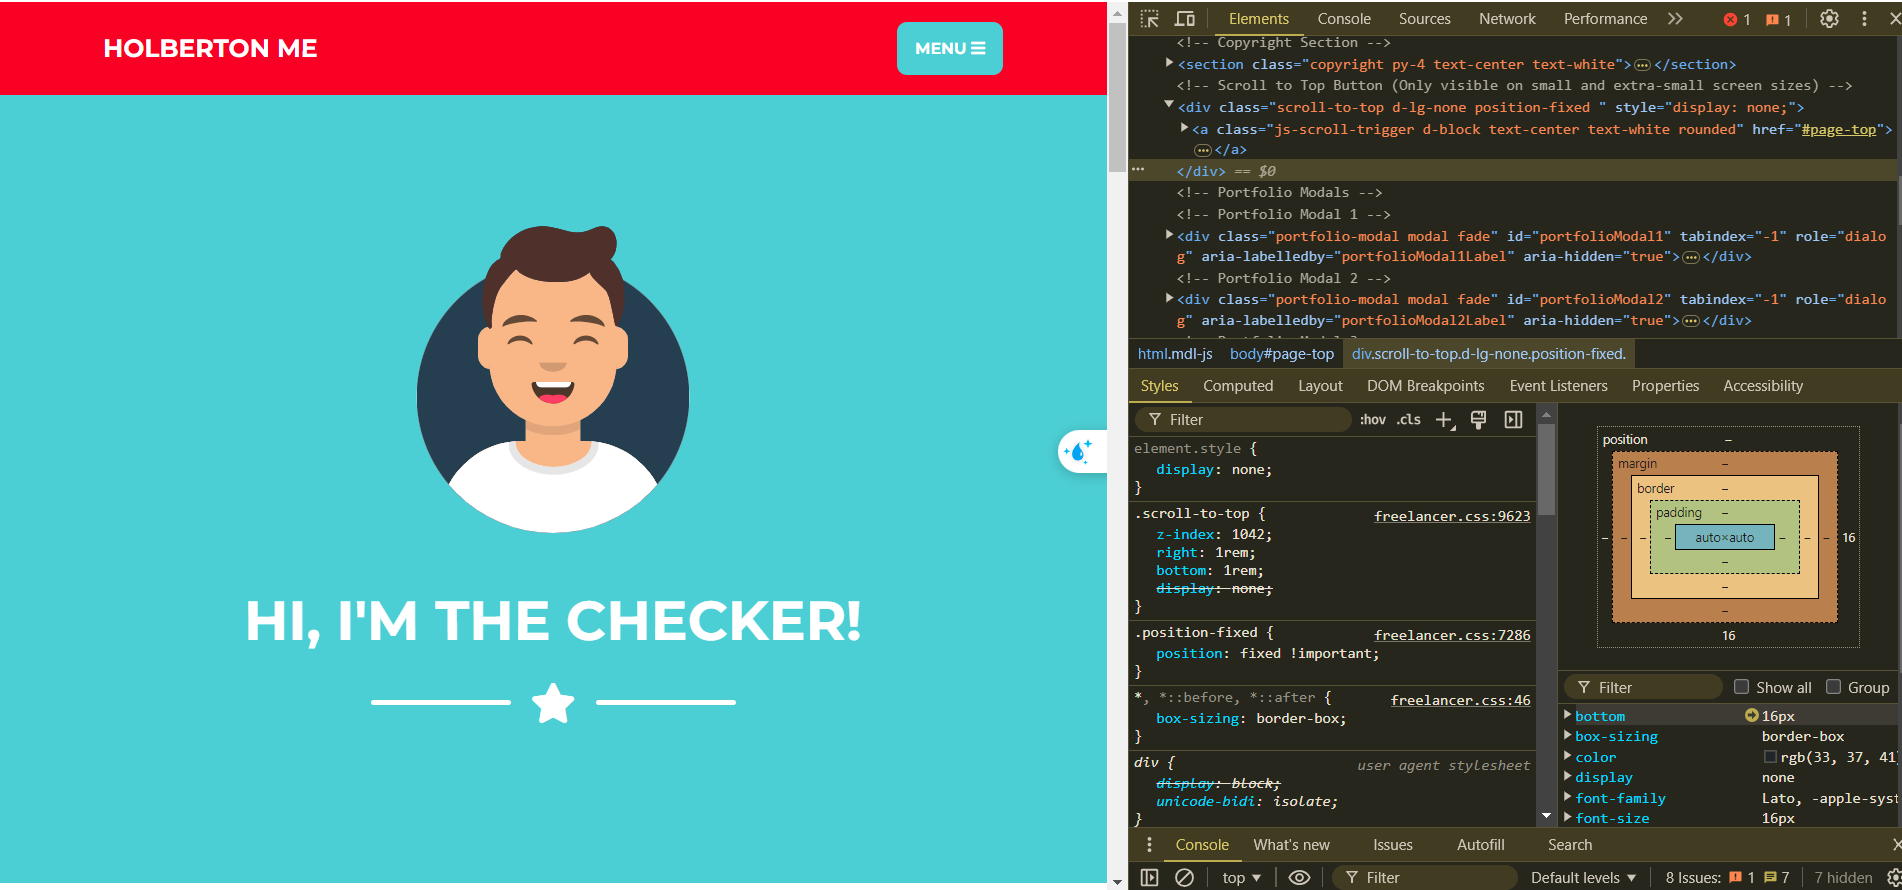 HOLBERTON ME
MENU
HI, I'M THE CHECKER!
Elements Console Sources Network Performance 1 1
<!-- Copyright Section -->
<section class="copyright py-4 text-center text-white">…</section>
<!-- Scroll to Top Button (Only visible on small and extra-small screen sizes) -->
<div class="scroll-to-top d-lg-none position-fixed " style="display: none;">
<a class="js-scroll-trigger d-block text-center text-white rounded" href="#page-top">
…</a>
</div> == $0
<!-- Portfolio Modals -->
<!-- Portfolio Modal 1 -->
<div class="portfolio-modal modal fade" id="portfolioModal1" tabindex="-1" role="dialo
g" aria-labelledby="portfolioModal1Label" aria-hidden="true">…</div>
<!-- Portfolio Modal 2 -->
<div class="portfolio-modal modal fade" id="portfolioModal2" tabindex="-1" role="dialo
g" aria-labelledby="portfolioModal2Label" aria-hidden="true">…</div>
html.mdl-js body#page-top div.scroll-to-top.d-lg-none.position-fixed.
Styles Computed Layout DOM Breakpoints Event Listeners Properties Accessibility
Filter :hov .cls
element.style {
display: none;
}
.scroll-to-top { freelancer.css:9623
z-index: 1042;
right: 1rem;
bottom: 1rem;
display: none;
}
.position-fixed { freelancer.css:7286
position: fixed !important;
}
*, *::before, *::after { freelancer.css:46
box-sizing: border-box;
}
div { user agent stylesheet
display: block;
unicode-bidi: isolate;
}
position –
margin –
border –
padding –
– – – – auto×auto – – – 16
–
–
–
16
Filter Show all Group
bottom 16px
box-sizing border-box
color rgb(33, 37, 41)
display none
font-family Lato, -apple-syst
font-size 16px
Console What's new Issues Autofill Search
top Filter Default levels 8 Issues: 1 7 7 hidden